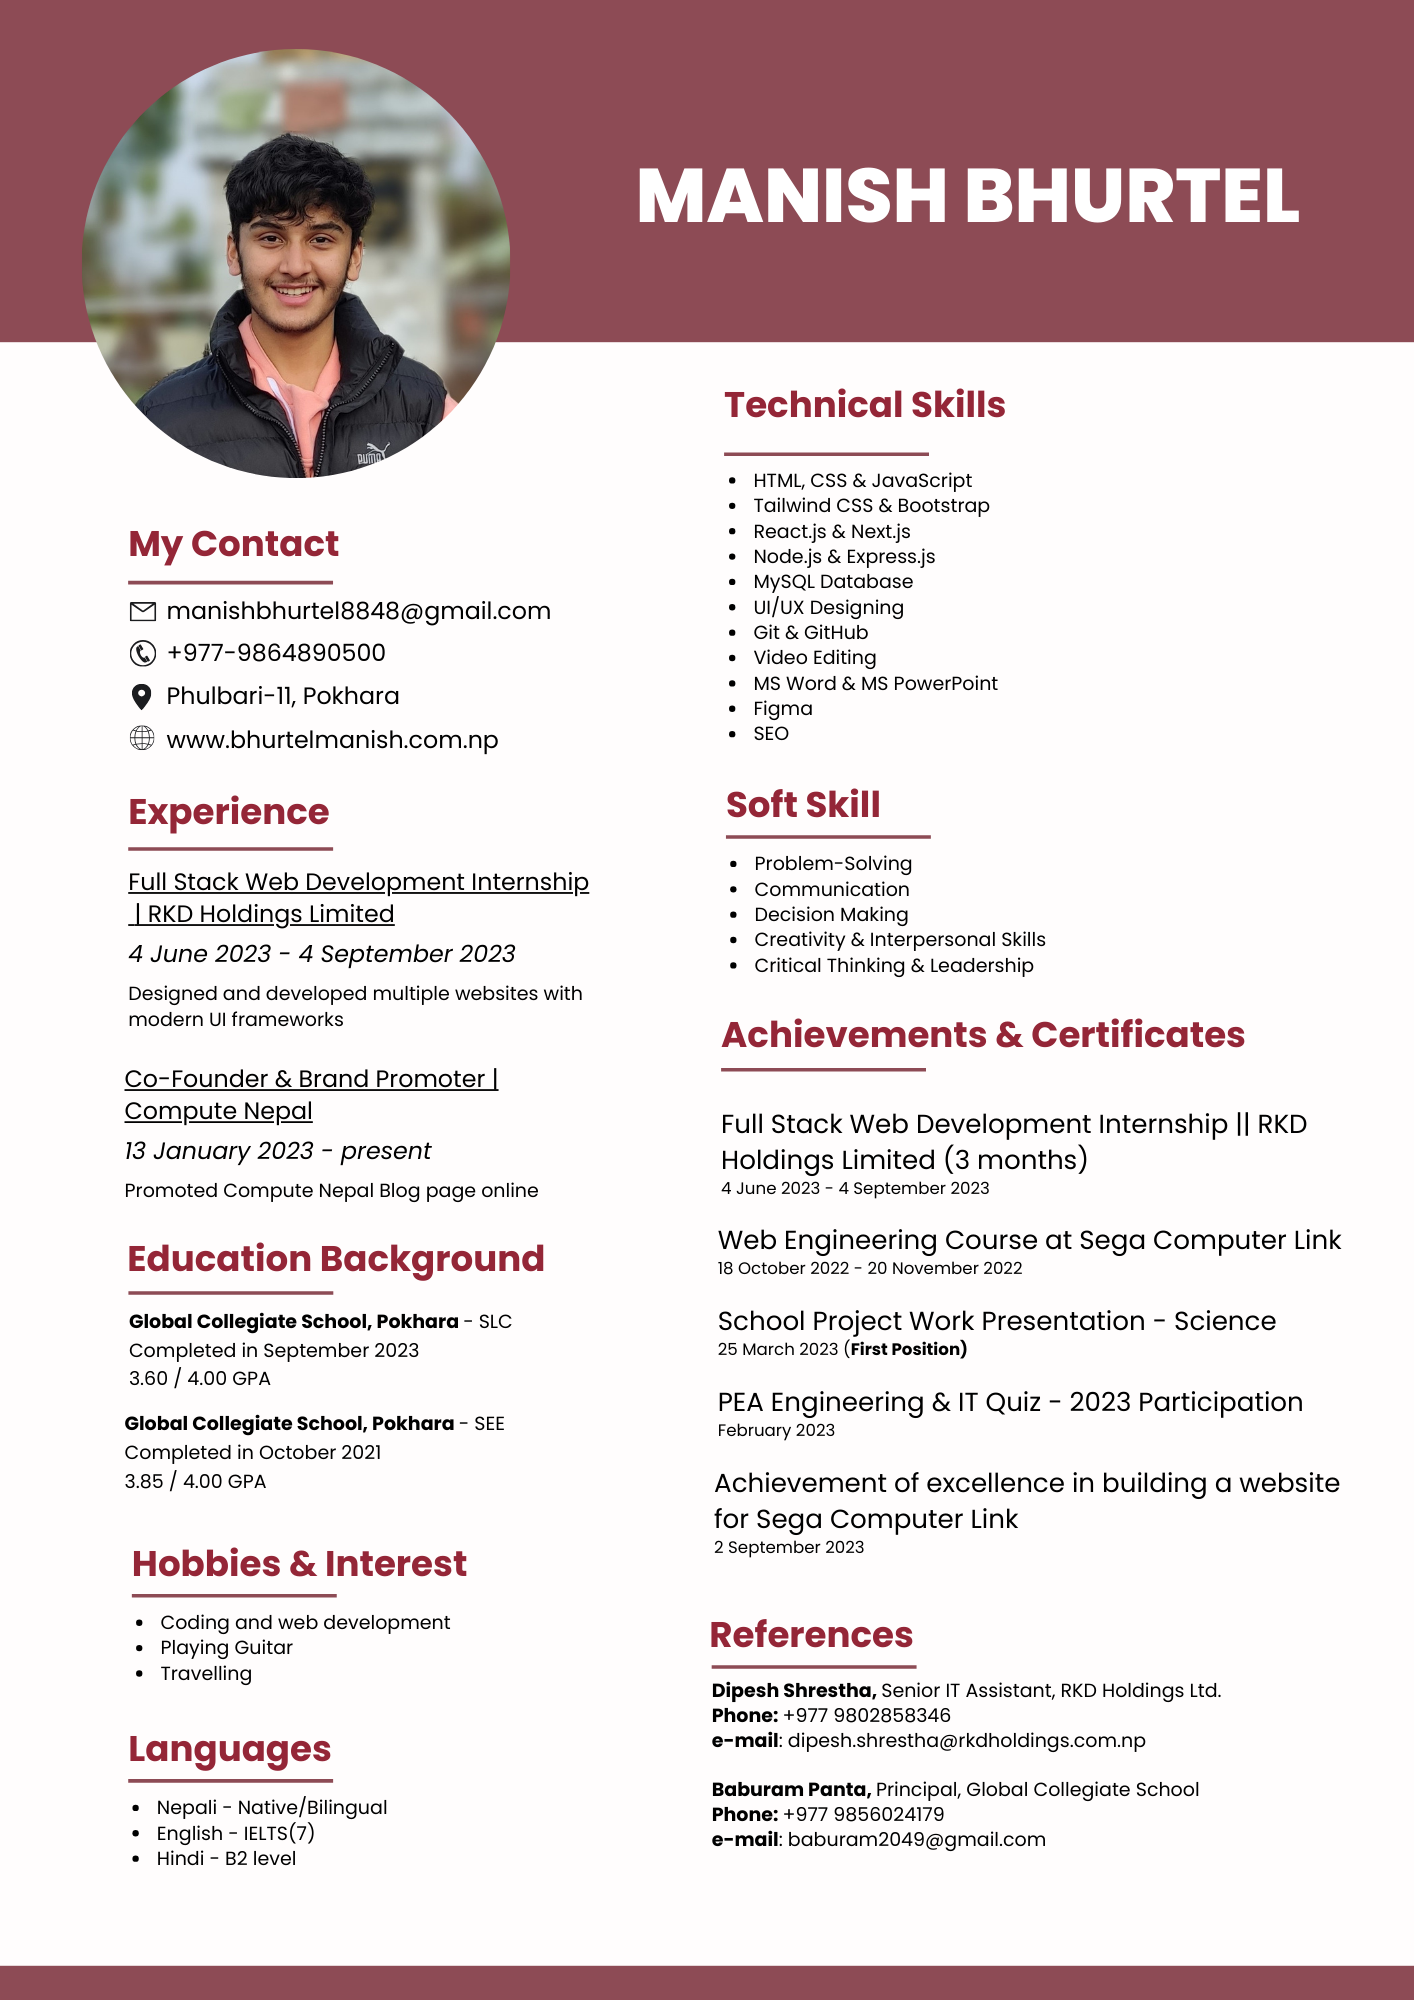 MANISH BHURTEL
PUMA
My Contact
manishbhurtel8848@gmail.com
+977-9864890500
Phulbari-11, Pokhara
www.bhurtelmanish.com.np
Experience
Full Stack Web Development Internship
| RKD Holdings Limited
4 June 2023 - 4 September 2023
Designed and developed multiple websites with
modern UI frameworks
Co-Founder & Brand Promoter |
Compute Nepal
13 January 2023 - present
Promoted Compute Nepal Blog page online
Education Background
Global Collegiate School, Pokhara - SLC
Completed in September 2023
3.60 / 4.00 GPA
Global Collegiate School, Pokhara - SEE
Completed in October 2021
3.85 / 4.00 GPA
Hobbies & Interest
• Coding and web development
• Playing Guitar
• Travelling
Languages
• Nepali - Native/Bilingual
• English - IELTS(7)
• Hindi - B2 level
Technical Skills
• HTML, CSS & JavaScript
• Tailwind CSS & Bootstrap
• React.js & Next.js
• Node.js & Express.js
• MySQL Database
• UI/UX Designing
• Git & GitHub
• Video Editing
• MS Word & MS PowerPoint
• Figma
• SEO
Soft Skill
• Problem-Solving
• Communication
• Decision Making
• Creativity & Interpersonal Skills
• Critical Thinking & Leadership
Achievements & Certificates
Full Stack Web Development Internship || RKD
Holdings Limited (3 months)
4 June 2023 - 4 September 2023
Web Engineering Course at Sega Computer Link
18 October 2022 - 20 November 2022
School Project Work Presentation - Science
25 March 2023 (First Position)
PEA Engineering & IT Quiz - 2023 Participation
February 2023
Achievement of excellence in building a website
for Sega Computer Link
2 September 2023
References
Dipesh Shrestha, Senior IT Assistant, RKD Holdings Ltd.
Phone: +977 9802858346
e-mail: dipesh.shrestha@rkdholdings.com.np
Baburam Panta, Principal, Global Collegiate School
Phone: +977 9856024179
e-mail: baburam2049@gmail.com